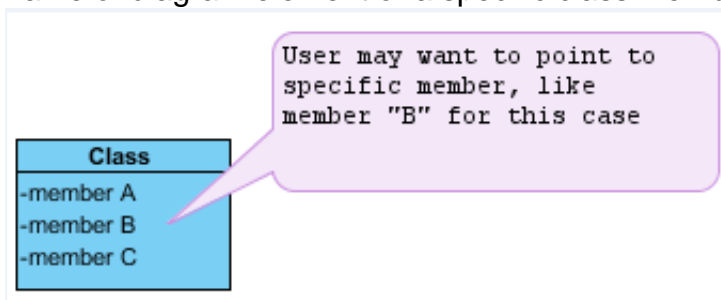 User may want to point to
specific member, like
member "B" for this case
Class
-member A
-member B
-member C